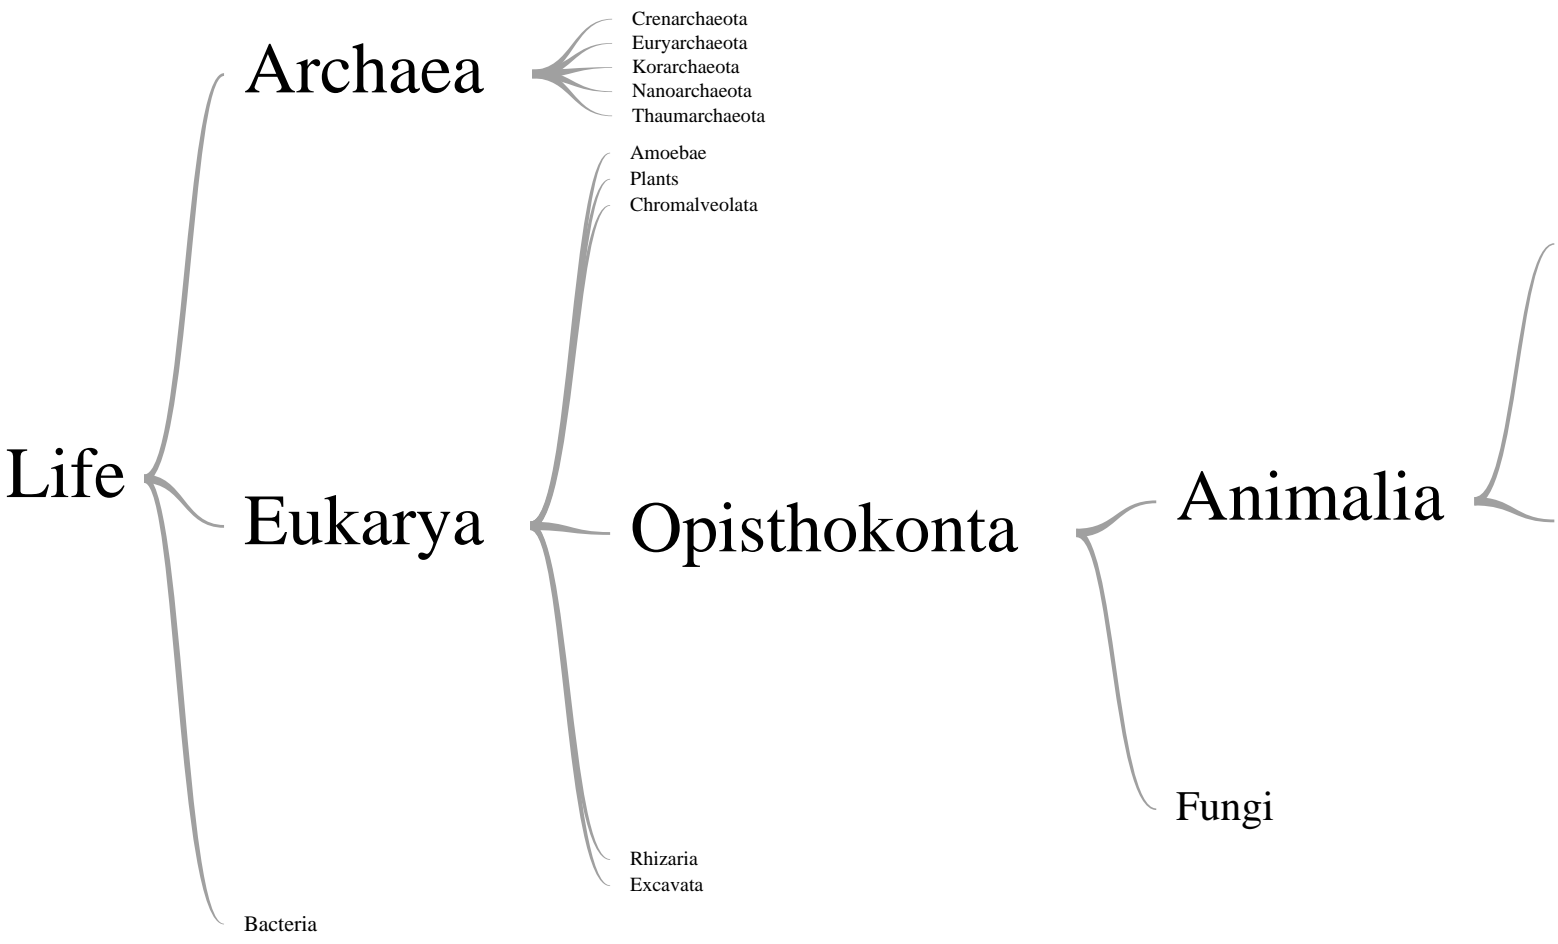 Life
Archaea
Crenarchaeota
Euryarchaeota
Korarchaeota
Nanoarchaeota
Thaumarchaeota
Eukarya
Amoebae
Plants
Chromalveolata
Opisthokonta
Animalia
Fungi
Rhizaria
Excavata
Bacteria